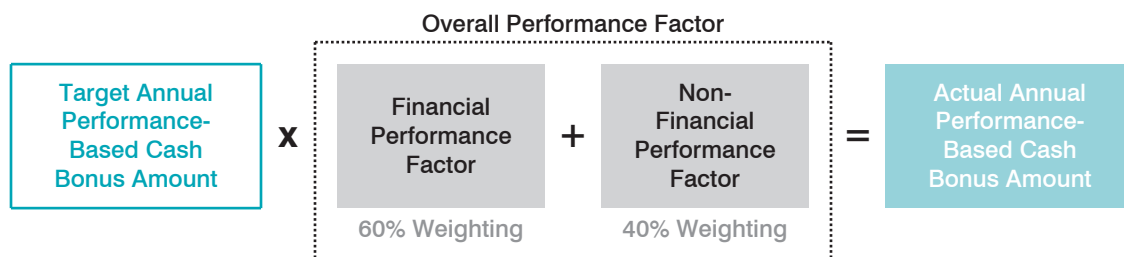 Overall Performance Factor
Target Annual
Performance-
Based Cash
Bonus Amount
x
Financial
Performance
Factor
60% Weighting
+
Non-
Financial
Performance
Factor
40% Weighting
=
Actual Annual
Performance-
Based Cash
Bonus Amount